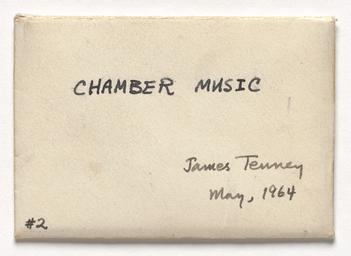 CHAMBER MUSIC
James Tenney
May, 1964
#2